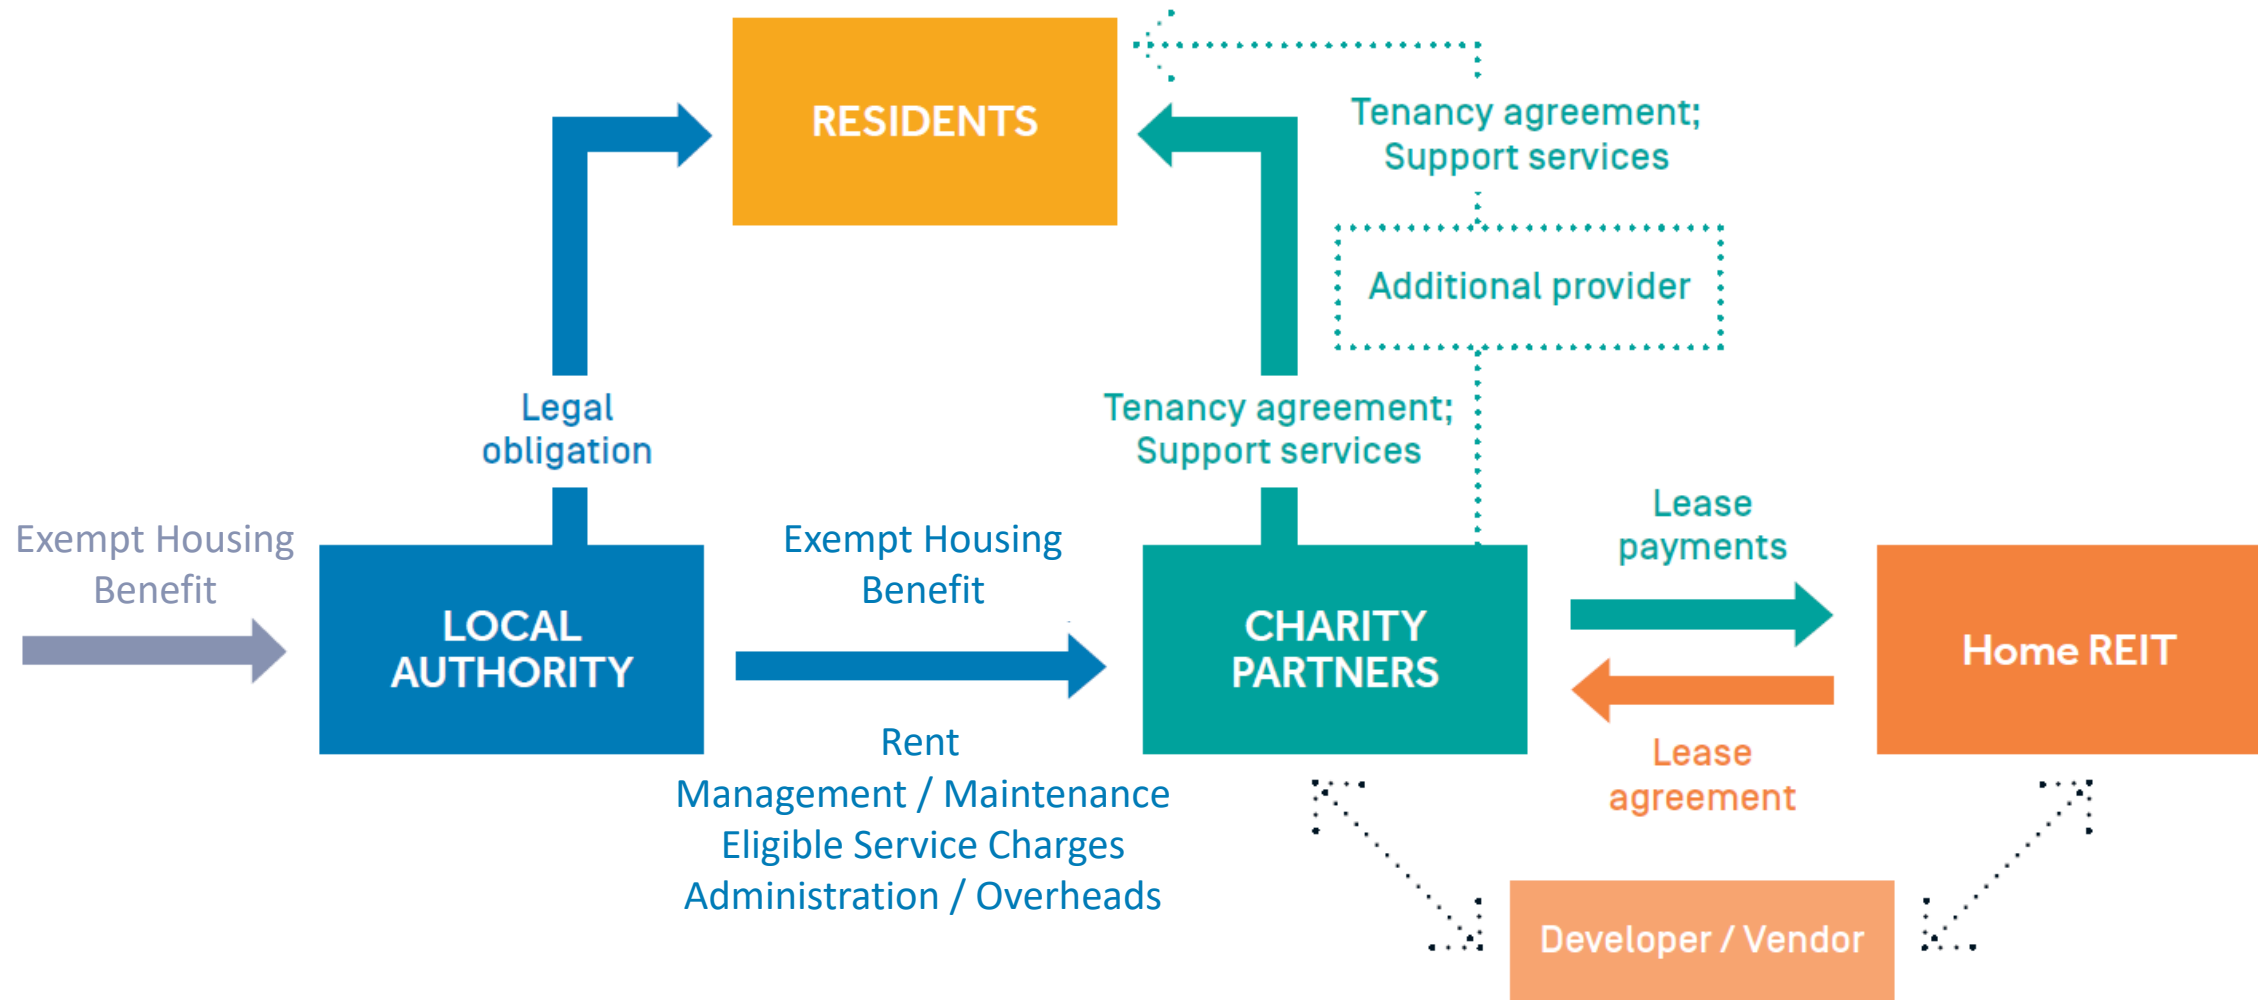 RESIDENTS
Tenancy agreement;
Support services
Additional provider
Legal
obligation
Tenancy agreement;
Support services
Exempt Housing
Benefit
LOCAL
AUTHORITY
Exempt Housing
Benefit
Rent
Management / Maintenance
Eligible Service Charges
Administration / Overheads
CHARITY
PARTNERS
Lease
payments
Lease
agreement
Home REIT
Developer / Vendor